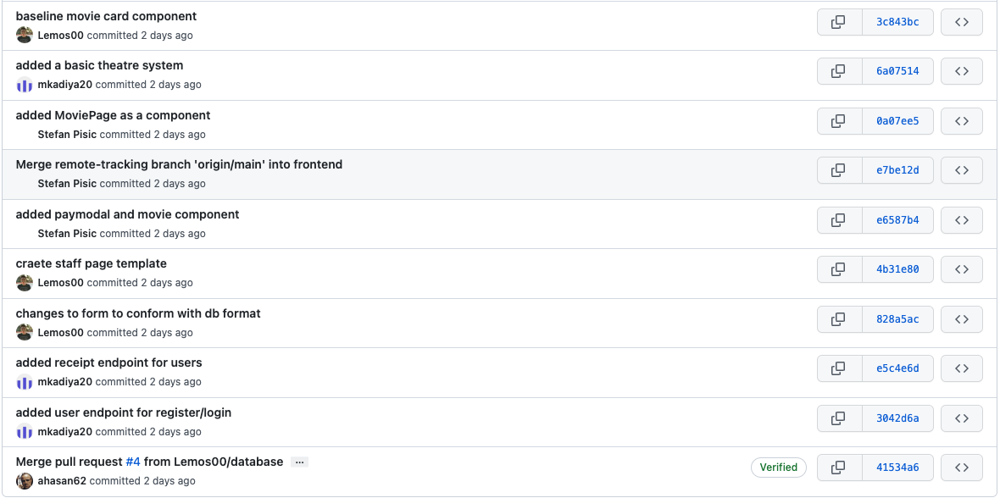 baseline movie card component
3c843bc
Lemos00 committed 2 days ago
added a basic theatre system
6a07514
mkadiya20 committed 2 days ago
added MoviePage as a component
0a07ee5
Stefan Pisic committed 2 days ago
Merge remote-tracking branch 'origin/main' into frontend
e7be12d
Stefan Pisic committed 2 days ago
added paymodal and movie component
e6587b4
Stefan Pisic committed 2 days ago
craete staff page template
4b31e80
Lemos00 committed 2 days ago
changes to form to conform with db format
828a5ac
Lemos00 committed 2 days ago
added receipt endpoint for users
e5c4e6d
mkadiya20 committed 2 days ago
added user endpoint for register/login
3042d6a
mkadiya20 committed 2 days ago
Merge pull request #4 from Lemos00/database ...
Verified 41534a6
ahasan62 committed 2 days ago